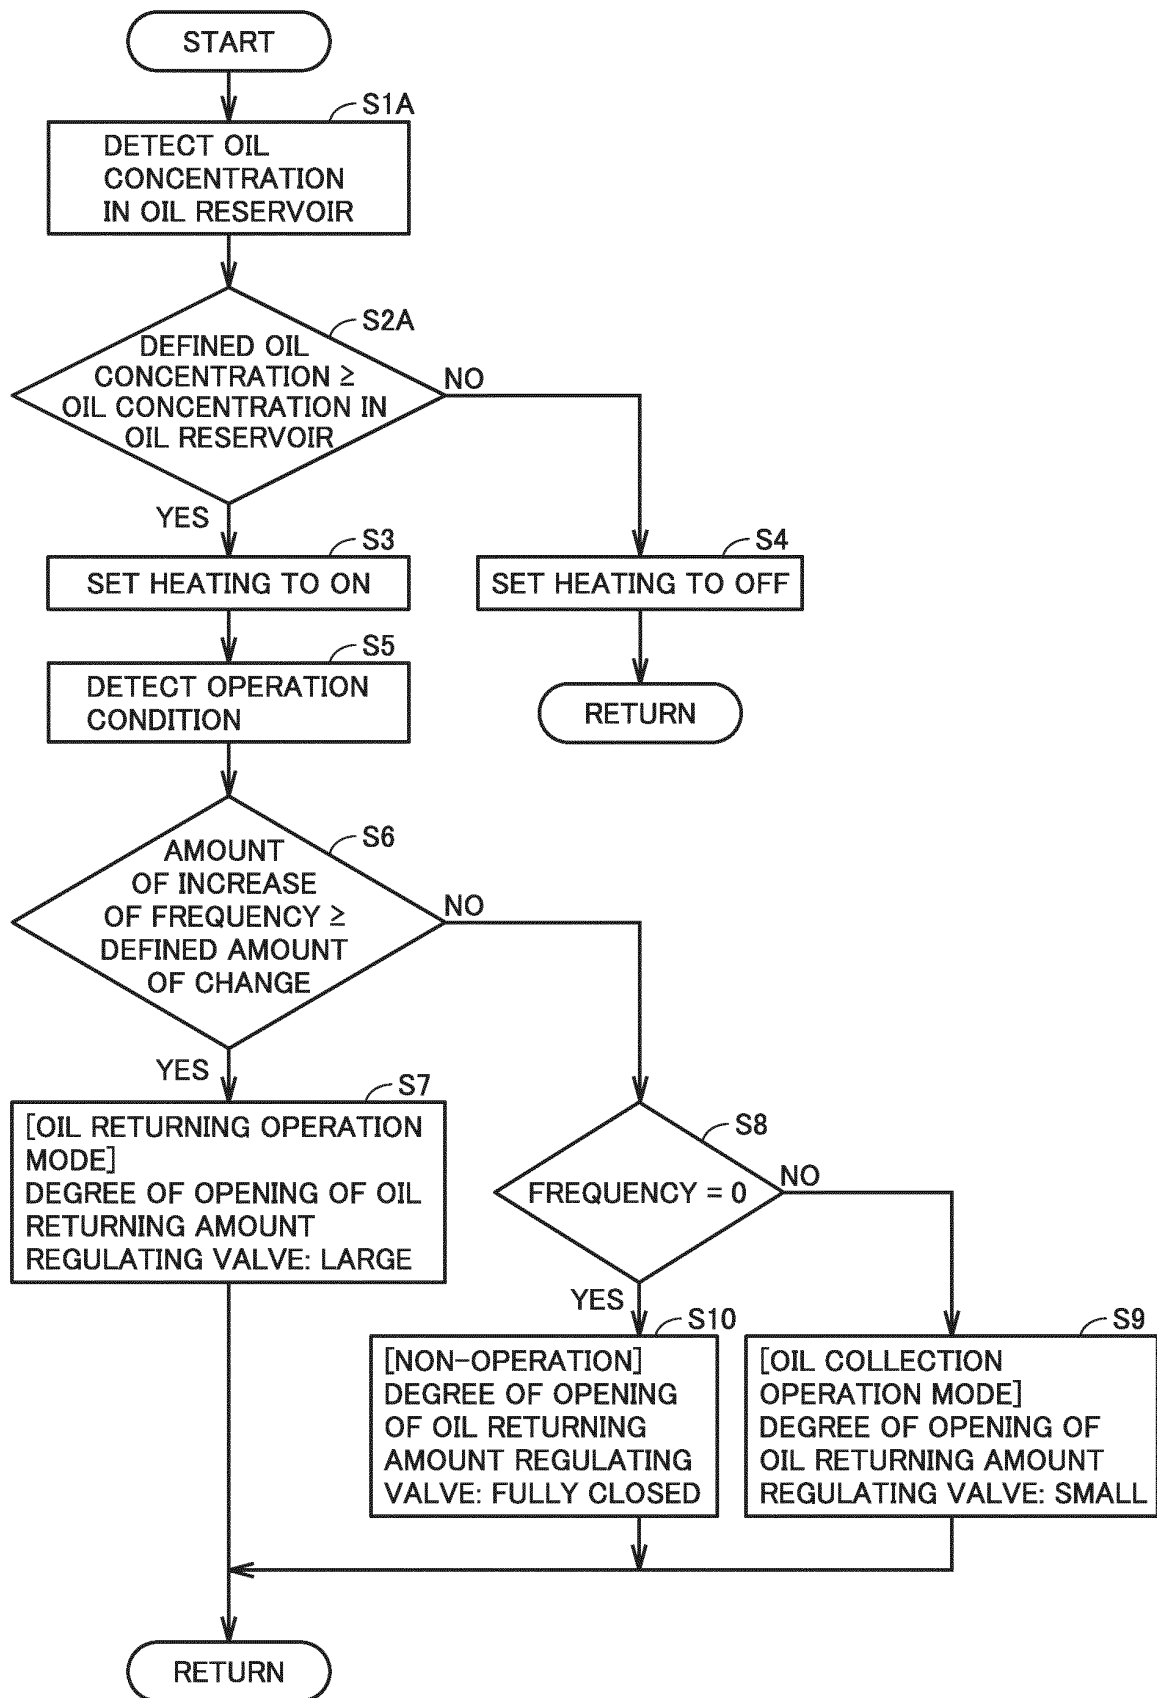 START
S1A
DETECT OIL
CONCENTRATION
IN OIL RESERVOIR
S2A
DEFINED OIL
CONCENTRATION ≥
OIL CONCENTRATION IN
OIL RESERVOIR
NO
YES
S3
SET HEATING TO ON
S4
SET HEATING TO OFF
S5
DETECT OPERATION
CONDITION
RETURN
S6
AMOUNT
OF INCREASE
OF FREQUENCY ≥
DEFINED AMOUNT
OF CHANGE
NO
YES
S7
[OIL RETURNING OPERATION
MODE]
DEGREE OF OPENING OF OIL
RETURNING AMOUNT
REGULATING VALVE: LARGE
S8
FREQUENCY = 0
NO
YES
S10
[NON-OPERATION]
DEGREE OF OPENING
OF OIL RETURNING
AMOUNT REGULATING
VALVE: FULLY CLOSED
S9
[OIL COLLECTION
OPERATION MODE]
DEGREE OF OPENING OF
OIL RETURNING AMOUNT
REGULATING VALVE: SMALL
RETURN